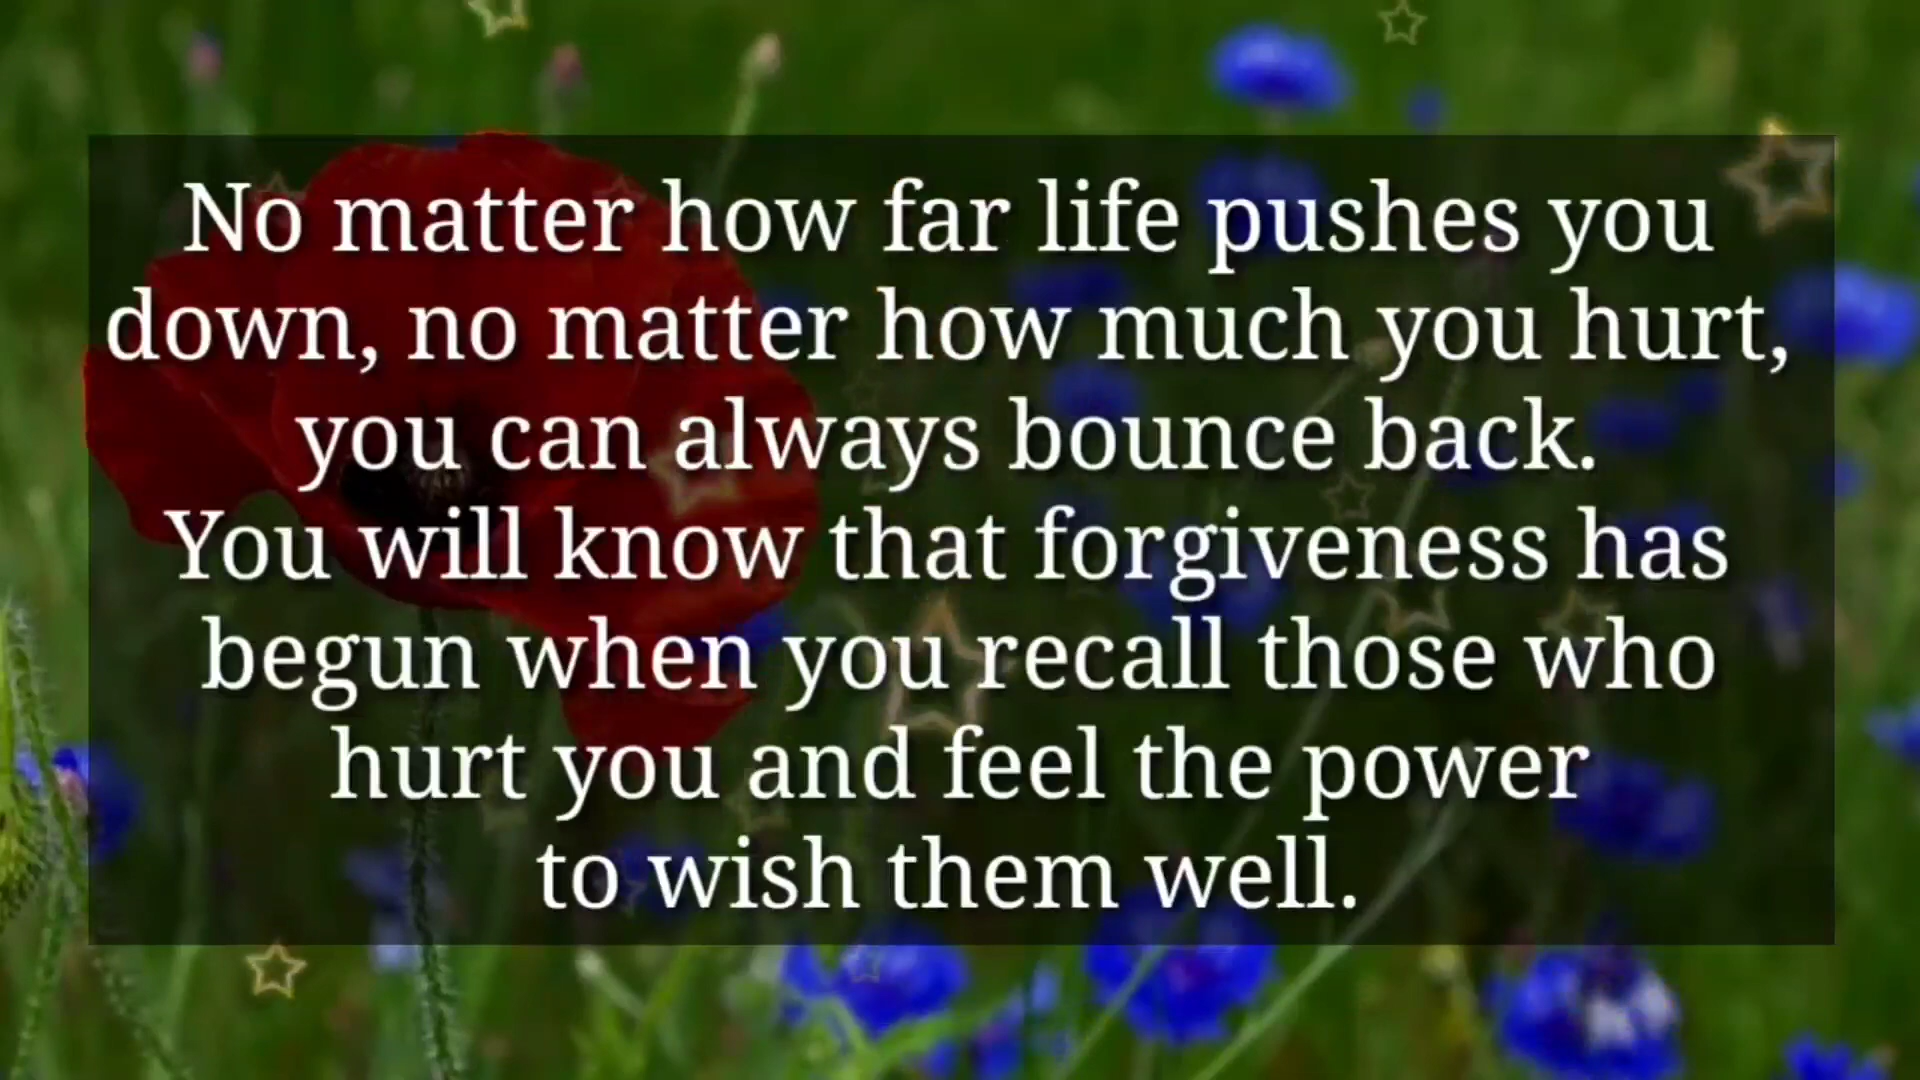 No matter how far life pushes you
down, no matter how much you hurt,
you can always bounce back.
You will know that forgiveness has
begun when you recall those who
hurt you and feel the power
to wish them well.